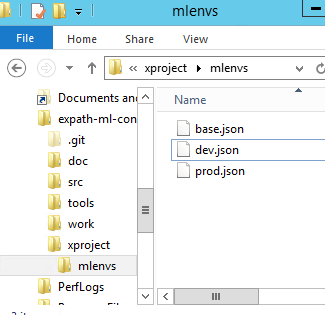 mlenvs
File
Home
Share
View
xproject
mlenvs
Documents and
expath-ml-con
.git
doc
src
tools
work
xproject
mlenvs
PerfLogs
Name
base.json
dev.json
prod.json